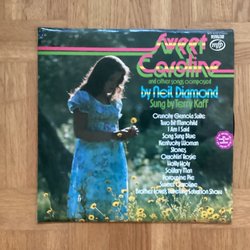 Sweet
Caroline
and other songs composed
by Neil Diamond
Sung by Terry Kaff
Crunchy Granola Suite
Two Bit Manchild
I Am I Said
Song Sung Blue
Kentucky Woman
Stones
Cracklin' Rosie
Holly Holy
Solitary Man
Porcupine Pie
Sweet Caroline
Brother Love's Travelling Salvation Show
mfp